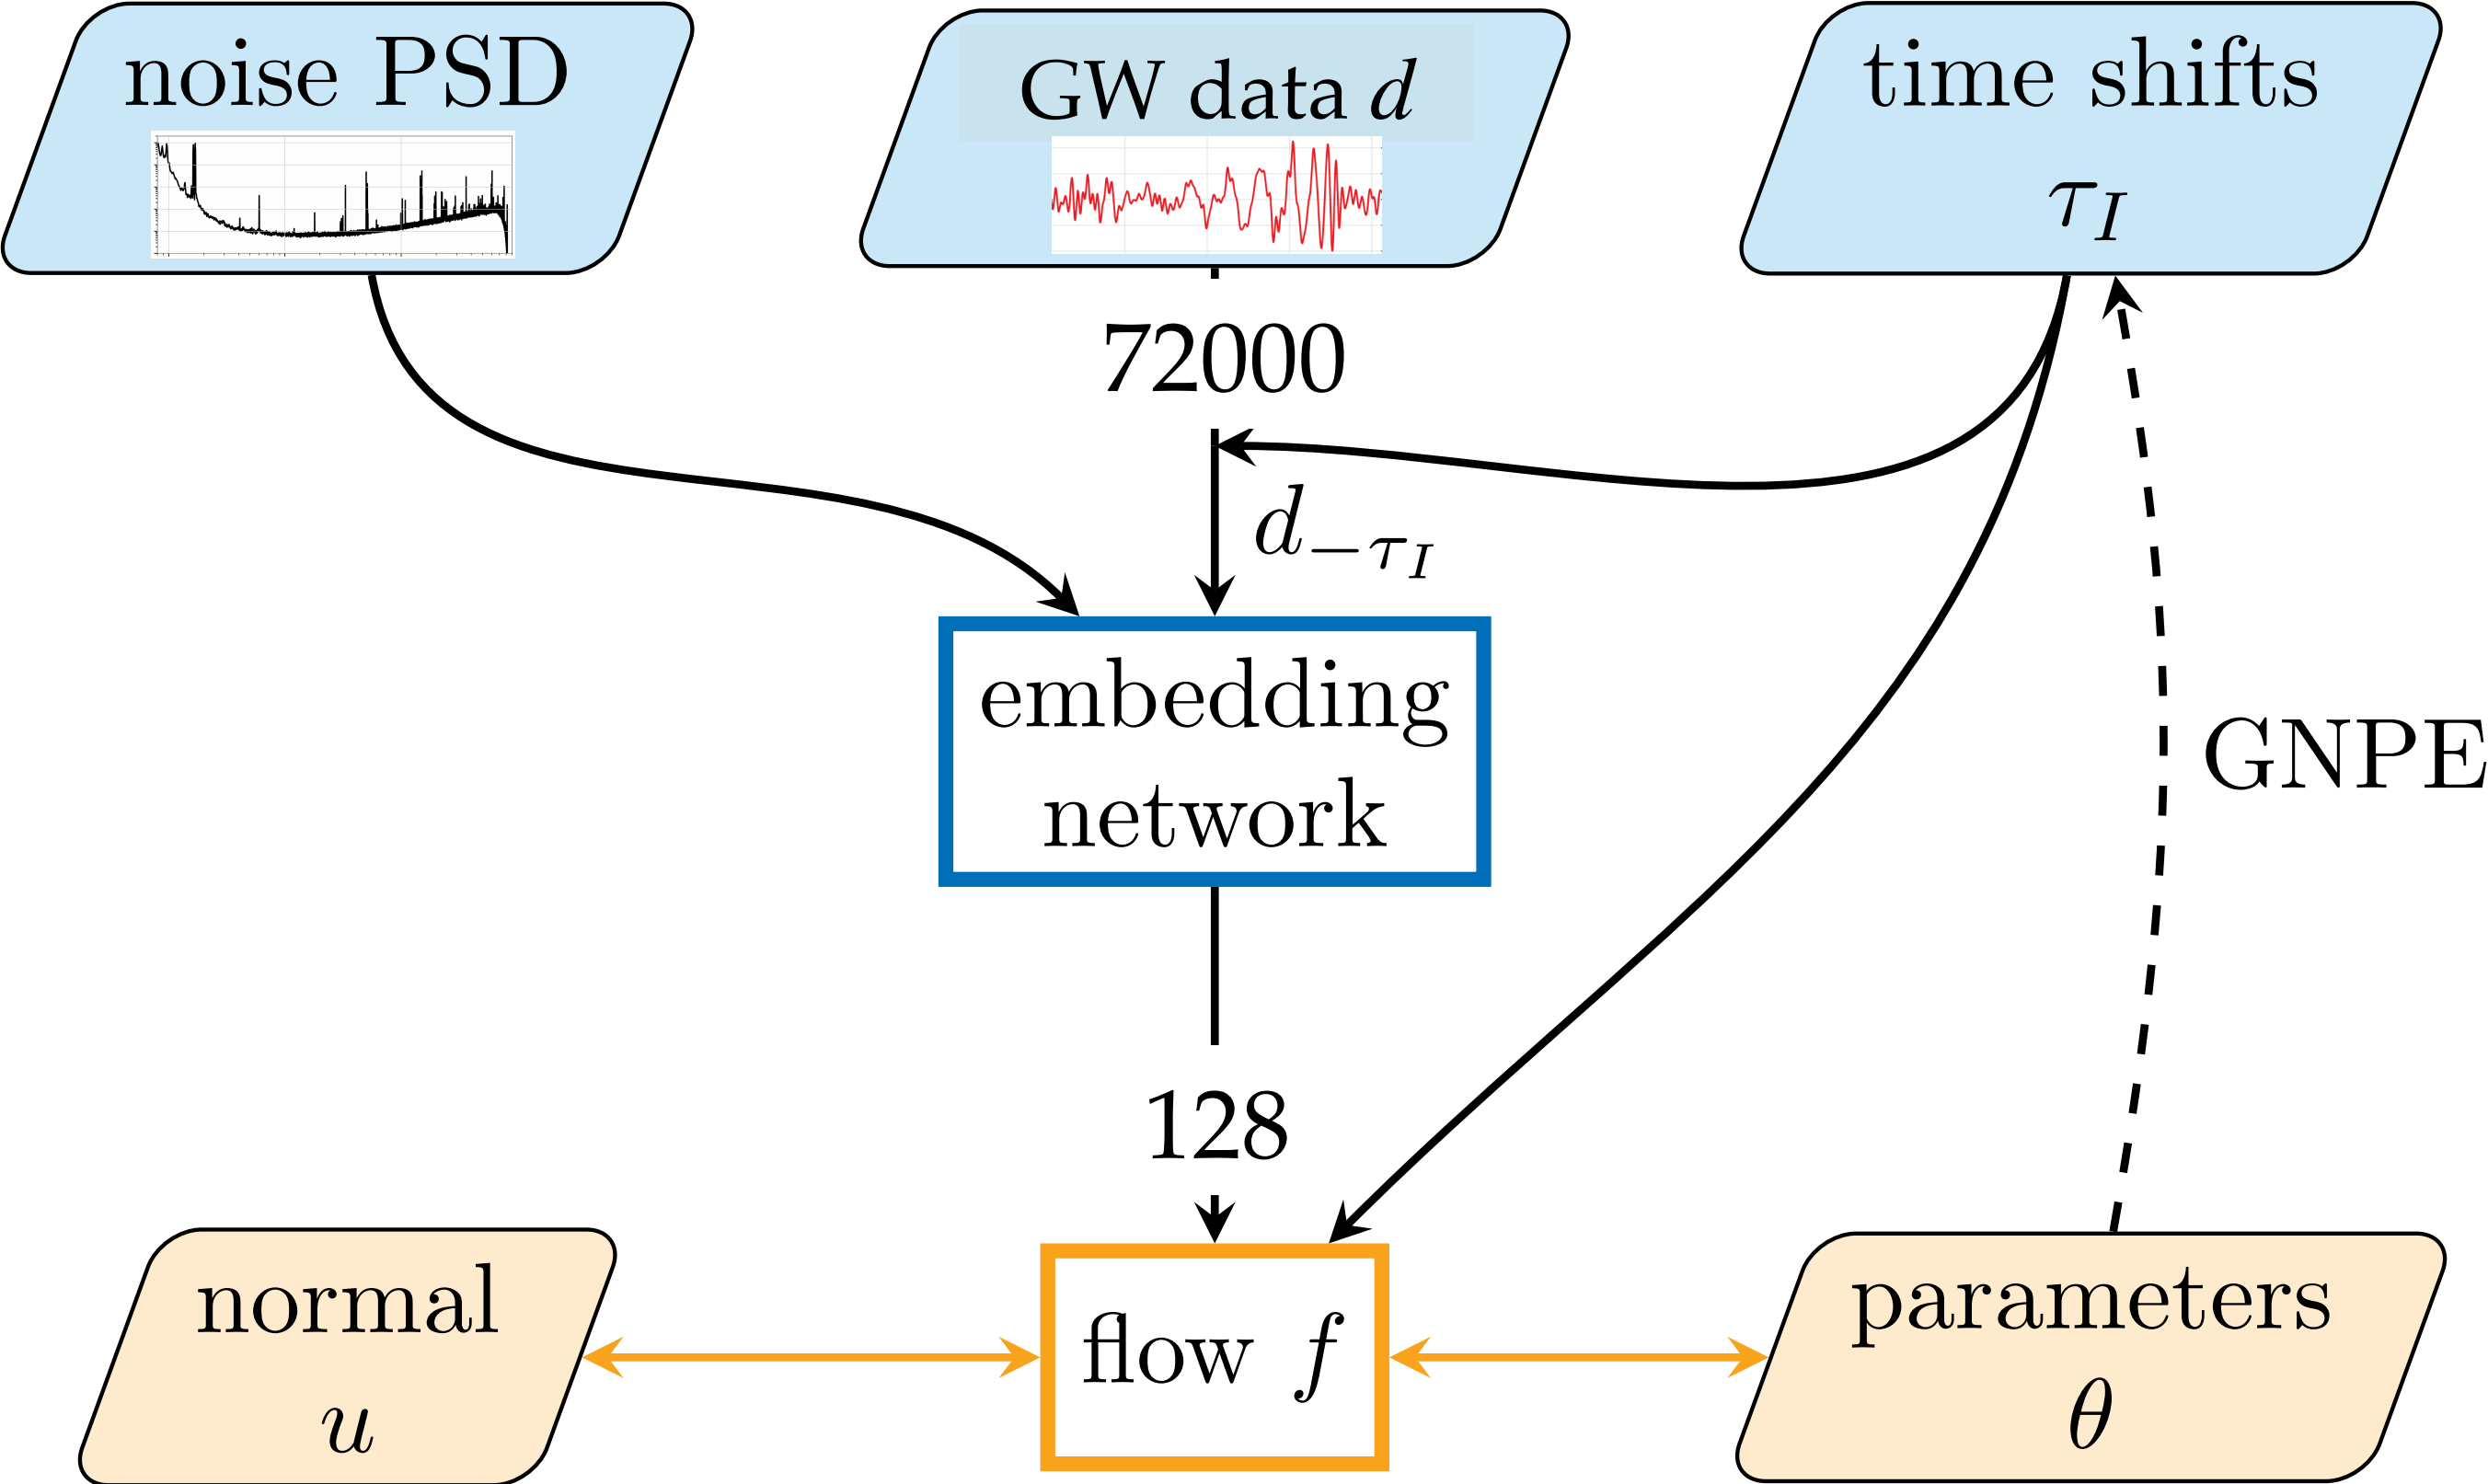 noise PSD
GW data d
time shifts
τ_I
72000
d_{−τ_I}
embedding
network
GNPE
128
normal
u
flow f
parameters
θ